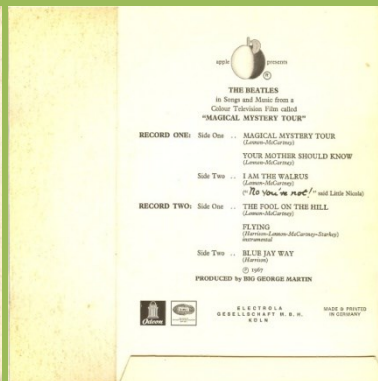 apple presents
THE BEATLES
in Songs and Music from a
Colour Television Film called
"MAGICAL MYSTERY TOUR"
RECORD ONE: Side One .. MAGICAL MYSTERY TOUR
(Lennon-McCartney)
YOUR MOTHER SHOULD KNOW
(Lennon-McCartney)
Side Two .. I AM THE WALRUS
(Lennon-McCartney)
("No you're not!" said Little Nicola)
RECORD TWO: Side One .. THE FOOL ON THE HILL
(Lennon-McCartney)
FLYING
(Harrison-Lennon-McCartney-Starkey)
instrumental
Side Two .. BLUE JAY WAY
(Harrison)
℗ 1967
PRODUCED by BIG GEORGE MARTIN
Odeon
ELECTROLA
GESELLSCHAFT M. B. H.
KÖLN
MADE & PRINTED
IN GERMANY